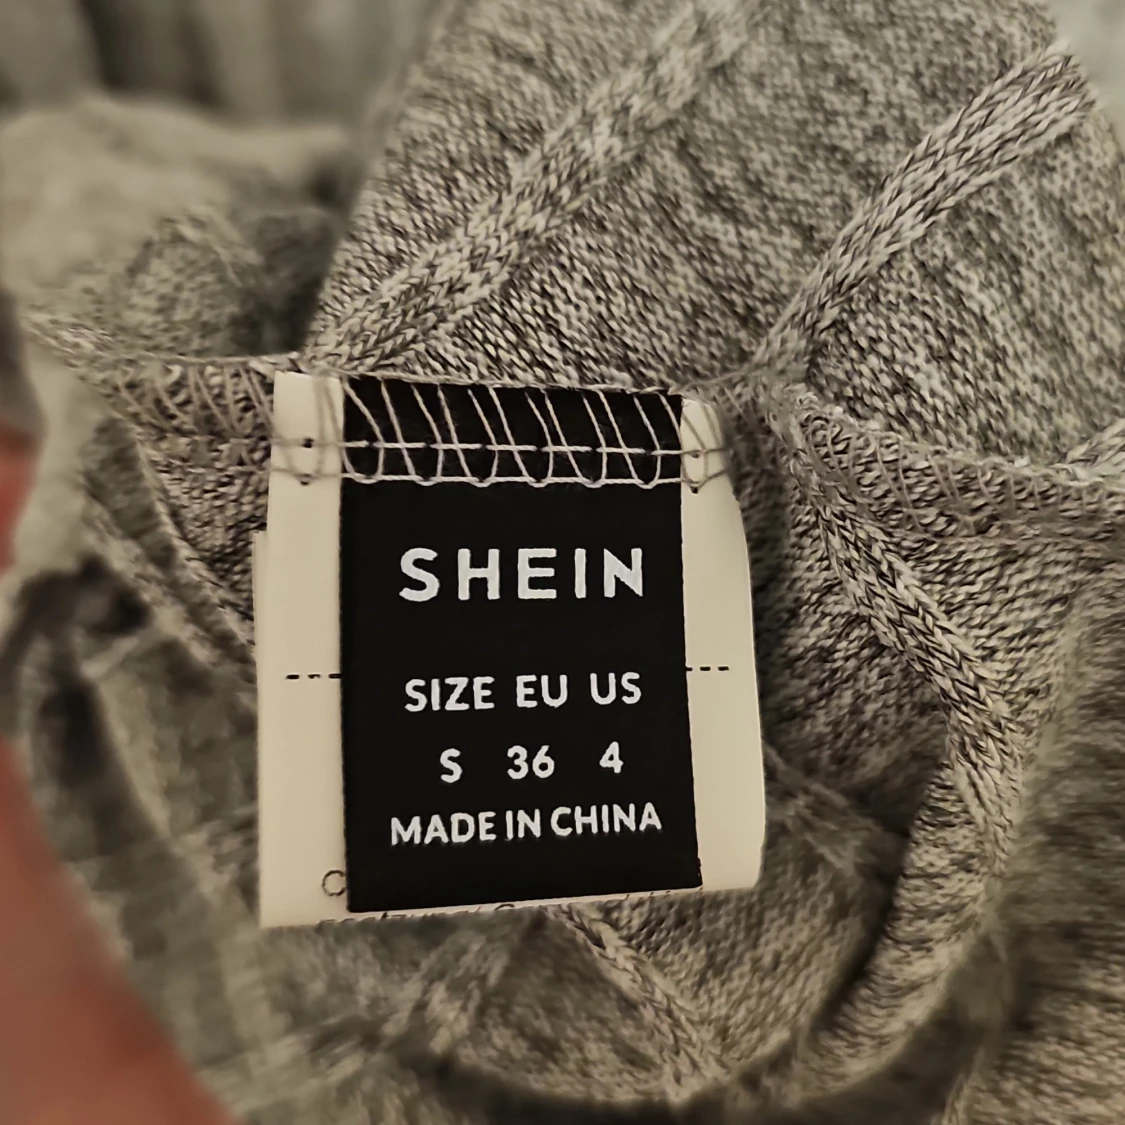 SHEIN
SIZE EU US
S 36 4
MADE IN CHINA